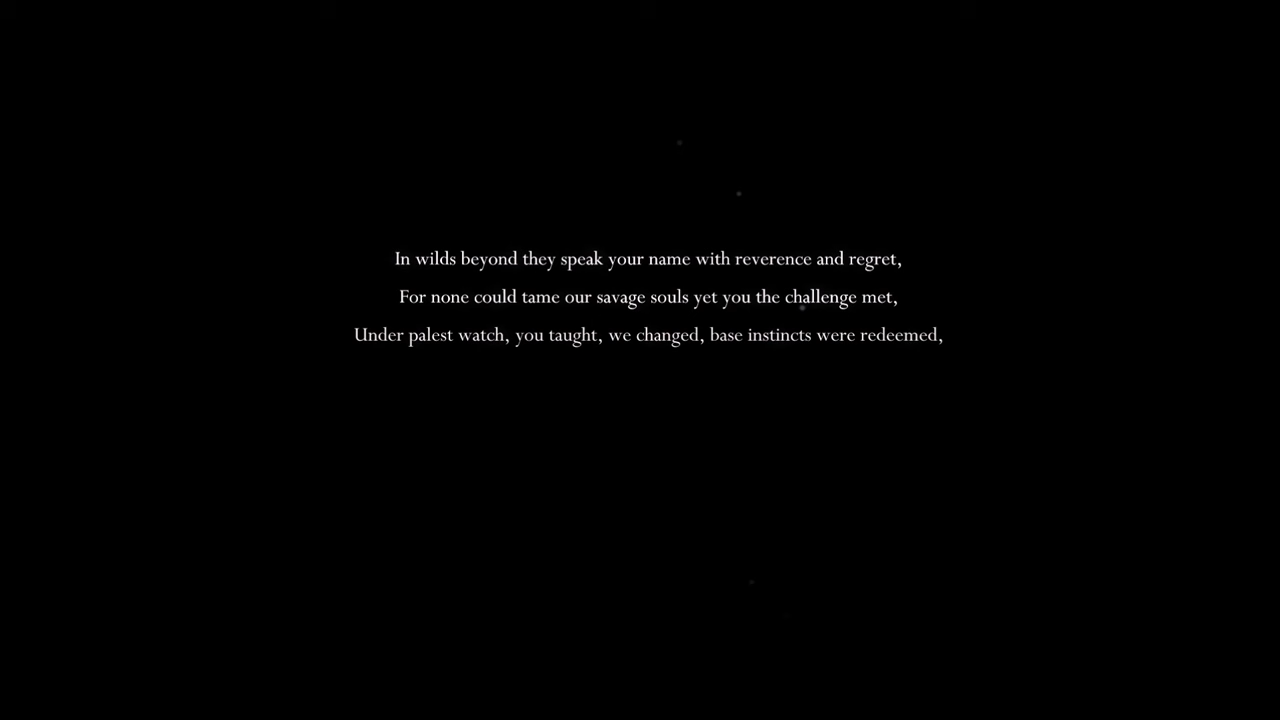 In wilds beyond they speak your name with reverence and regret,
For none could tame our savage souls yet you the challenge met,
Under palest watch, you taught, we changed, base instincts were redeemed,